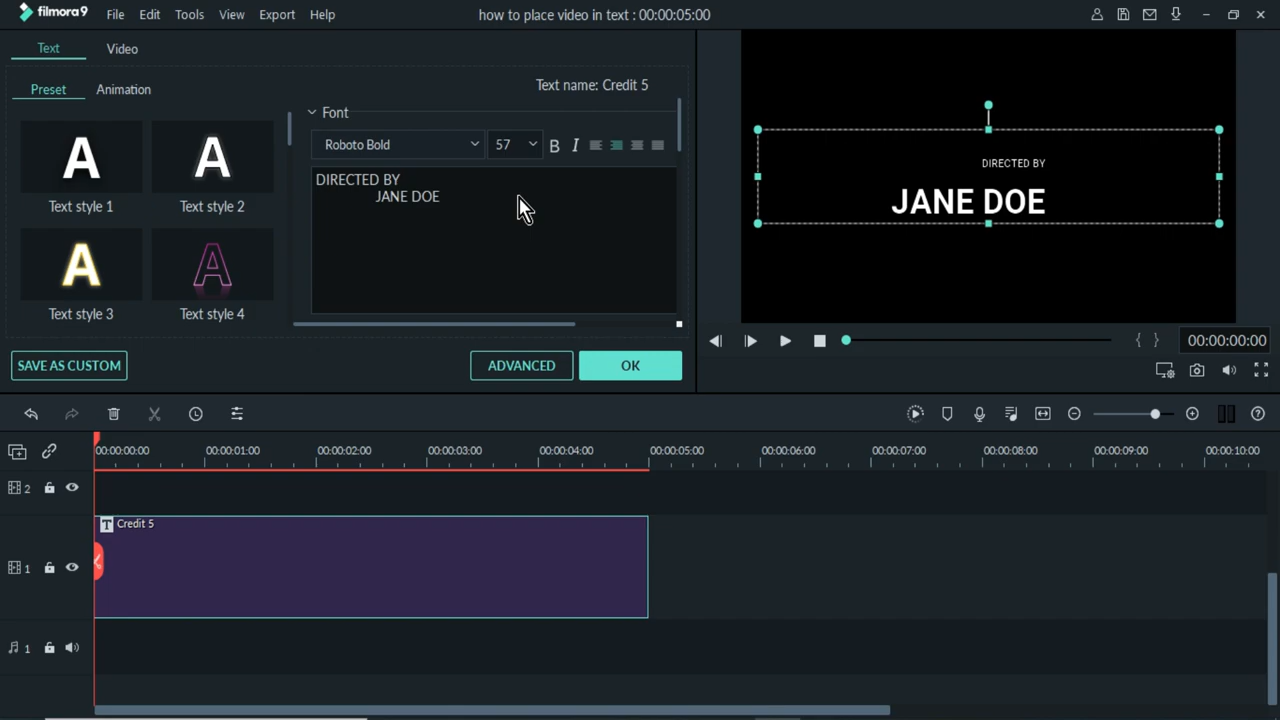 filmora9 File Edit Tools View Export Help how to place video in text : 00:00:05:00
Text Video
Preset Animation
Text name: Credit 5
Font
Roboto Bold 57 B I
DIRECTED BY
JANE DOE
A A
Text style 1 Text style 2
A A
Text style 3 Text style 4
SAVE AS CUSTOM ADVANCED OK
DIRECTED BY
JANE DOE
{ } 00:00:00:00
00:00:00:00 00:00:01:00 00:00:02:00 00:00:03:00 00:00:04:00 00:00:05:00 00:00:06:00 00:00:07:00 00:00:08:00 00:00:09:00 00:00:10:00
2
T Credit 5
1
1